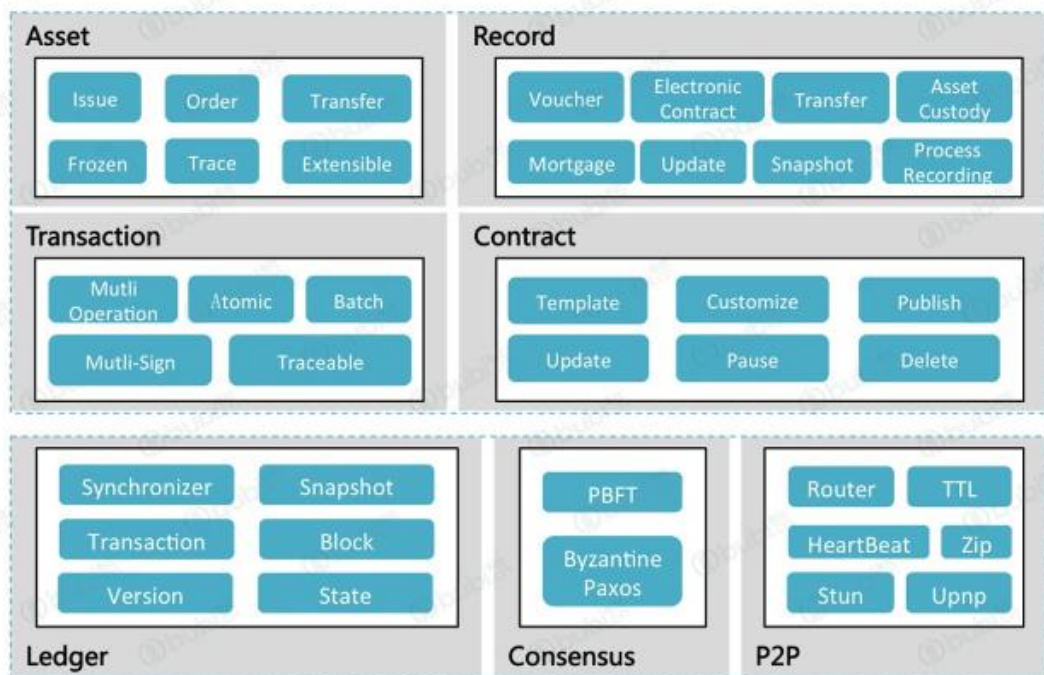 Asset
Issue
Order
Transfer
Frozen
Trace
Extensible
Record
Voucher
Electronic
Contract
Transfer
Asset
Custody
Mortgage
Update
Snapshot
Process
Recording
Transaction
Mutli
Operation
Atomic
Batch
Mutli-Sign
Traceable
Contract
Template
Customize
Publish
Update
Pause
Delete
Synchronizer
Snapshot
Transaction
Block
Version
State
Ledger
PBFT
Byzantine
Paxos
Consensus
Router
TTL
HeartBeat
Zip
Stun
Upnp
P2P